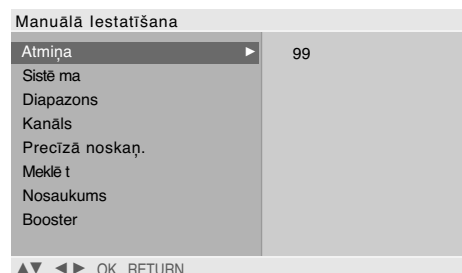 Manuālā Iestatīšana
Atmiņa ► 99
Sistē ma
Diapazons
Kanāls
Precīzā noskaņ.
Meklē t
Nosaukums
Booster
▲▼ ◄► OK RETURN